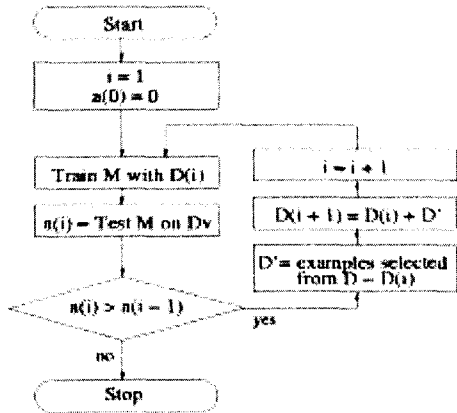 Start
i = 1
a(0) = 0
Train M with D(i)
a(i) = Test M on Dv
a(i) > a(i − 1)
yes
no
Stop
D' = examples selected
from D − D(i)
D(i + 1) = D(i) + D'
i = i + 1